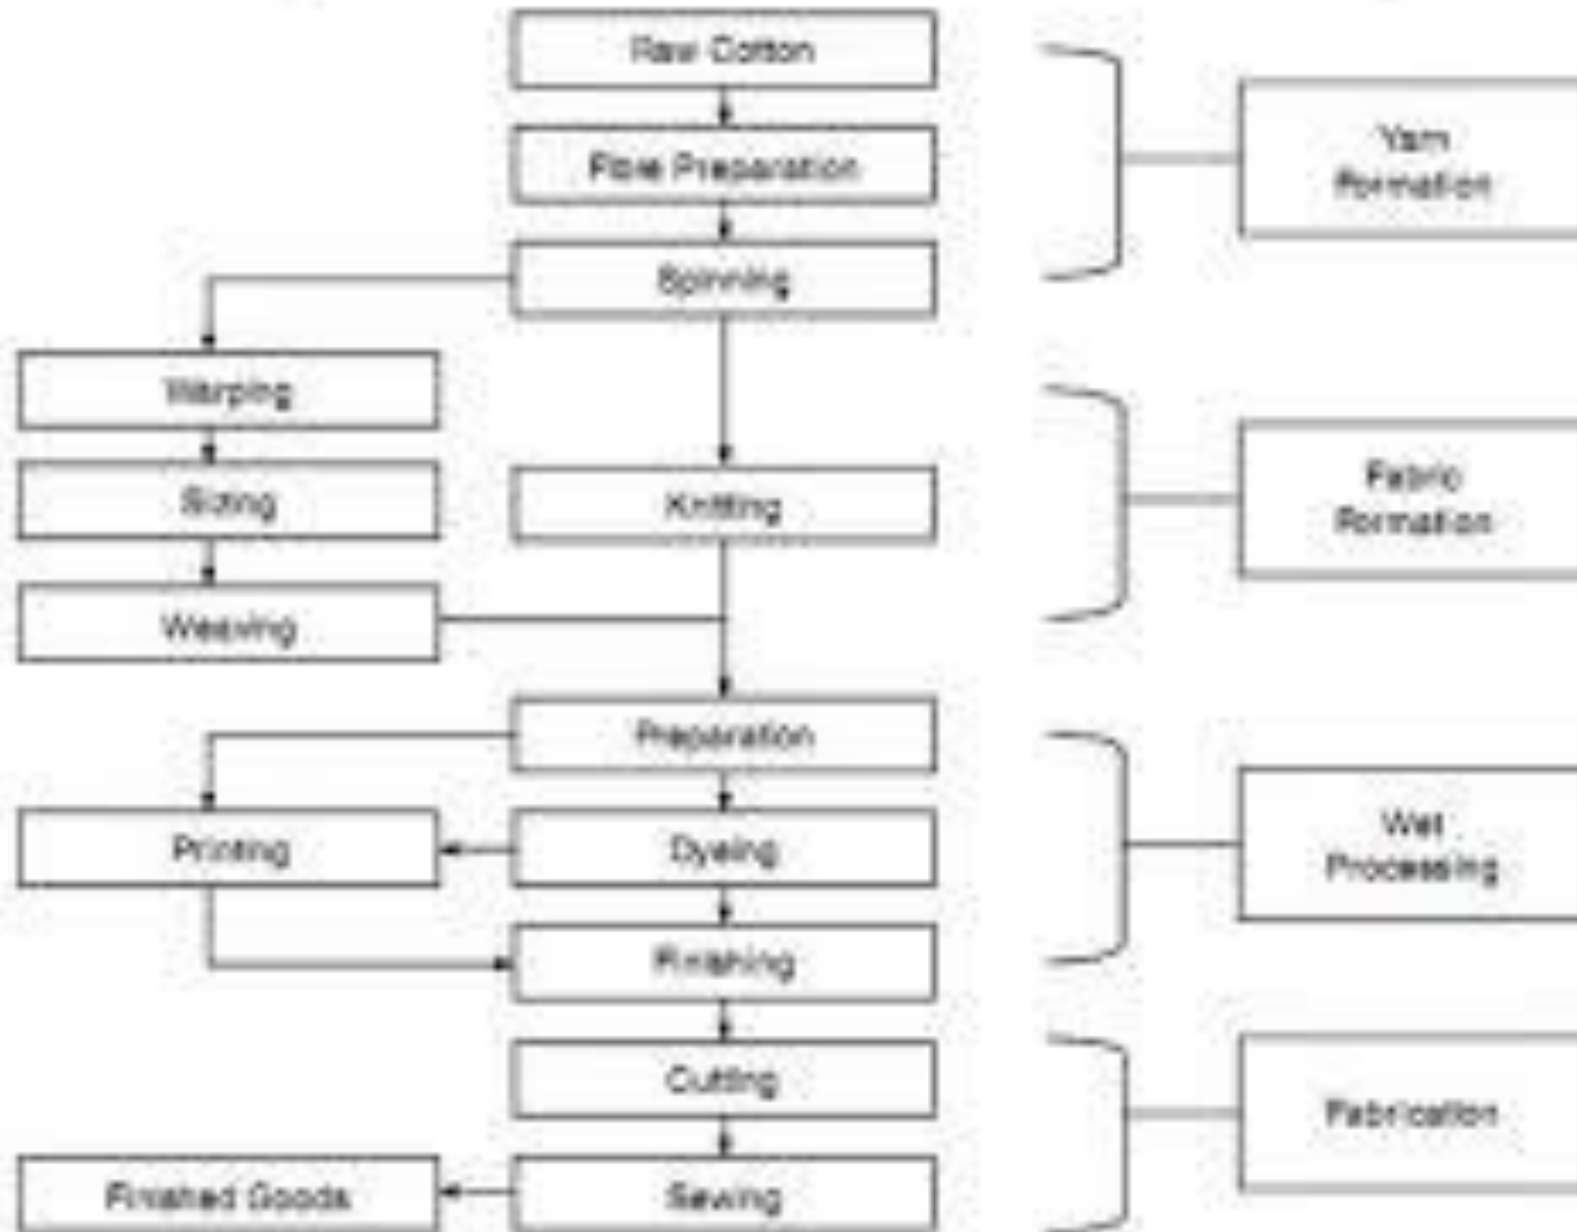 Raw Cotton
Yarn
Formation
Fibre Preparation
Spinning
Warping
Sizing
Knitting
Fabric
Formation
Weaving
Preparation
Printing
Dyeing
Wet
Processing
Finishing
Cutting
Fabrication
Finished Goods
Sewing